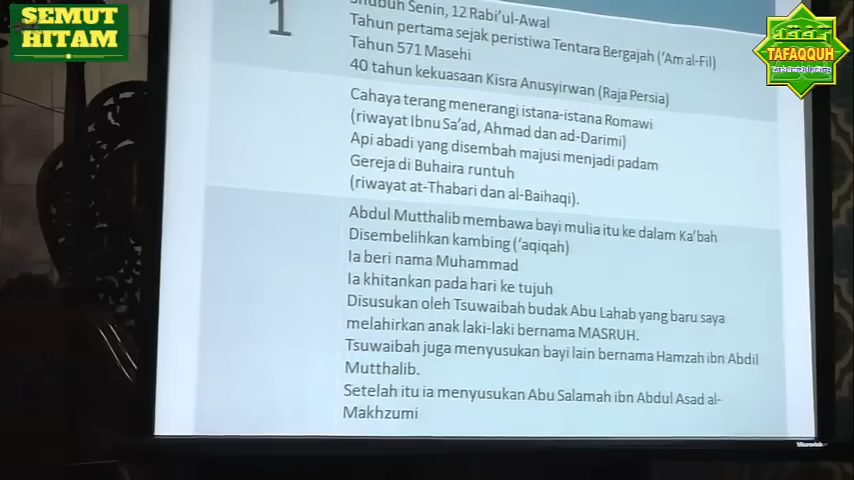 SEMUT
HITAM
TAFAQQUH
1
Shubuh Senin, 12 Rabi'ul-Awal
Tahun pertama sejak peristiwa Tentara Bergajah ('Am al-Fil)
Tahun 571 Masehi
40 tahun kekuasaan Kisra Anusyirwan (Raja Persia)
Cahaya terang menerangi istana-istana Romawi
(riwayat Ibnu Sa'ad, Ahmad dan ad-Darimi)
Api abadi yang disembah majusi menjadi padam
Gereja di Buhaira runtuh
(riwayat at-Thabari dan al-Baihaqi).
Abdul Mutthalib membawa bayi mulia itu ke dalam Ka'bah
Disembelihkan kambing ('aqiqah)
Ia beri nama Muhammad
Ia khitankan pada hari ke tujuh
Disusukan oleh Tsuwaibah budak Abu Lahab yang baru saya
melahirkan anak laki-laki bernama MASRUH.
Tsuwaibah juga menyusukan bayi lain bernama Hamzah ibn Abdil
Mutthalib.
Setelah itu ia menyusukan Abu Salamah ibn Abdul Asad al-
Makhzumi
Microvision